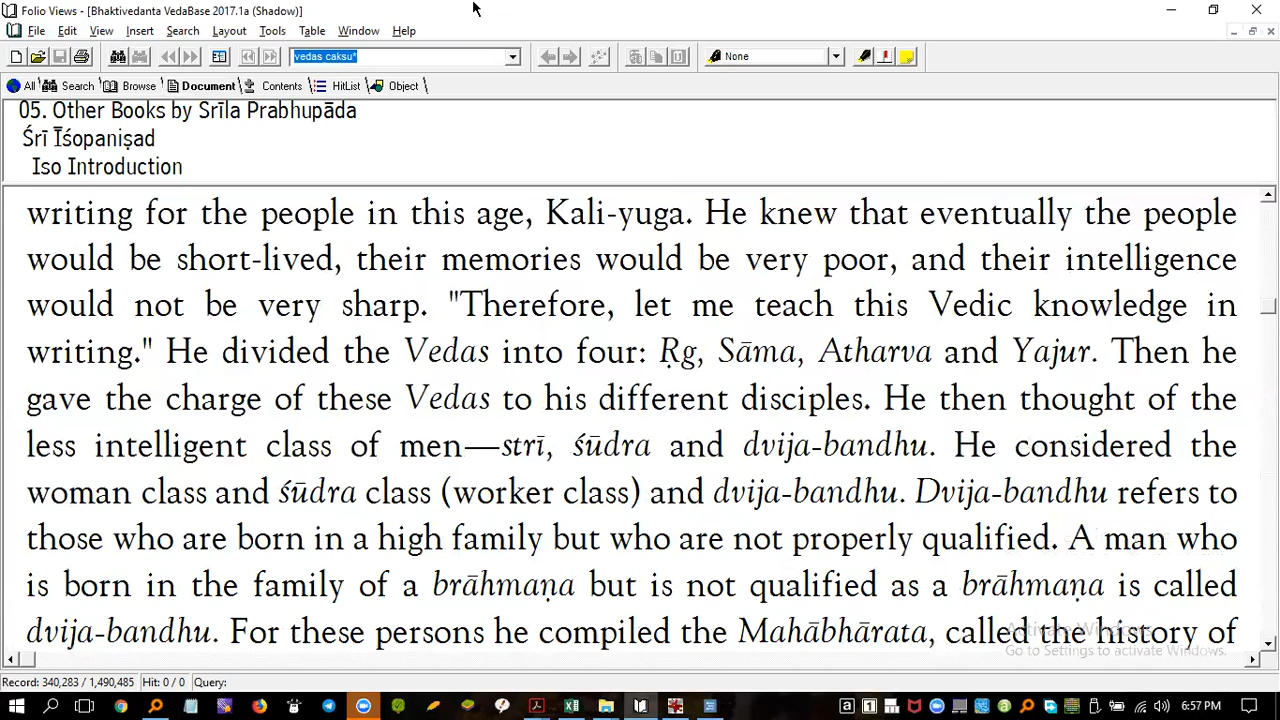 Folio Views - [Bhaktivedanta VedaBase 2017.1a (Shadow)]
File Edit View Insert Search Layout Tools Table Window Help
vedas caksu* None
All Search Browse Document Contents HitList Object
05. Other Books by Srīla Prabhupāda
Śrī Īśopaniṣad
Iso Introduction
writing for the people in this age, Kali-yuga. He knew that eventually the people
would be short-lived, their memories would be very poor, and their intelligence
would not be very sharp. "Therefore, let me teach this Vedic knowledge in
writing." He divided the Vedas into four: Ṛg, Sāma, Atharva and Yajur. Then he
gave the charge of these Vedas to his different disciples. He then thought of the
less intelligent class of men—strī, śūdra and dvija-bandhu. He considered the
woman class and śūdra class (worker class) and dvija-bandhu. Dvija-bandhu refers to
those who are born in a high family but who are not properly qualified. A man who
is born in the family of a brāhmaṇa but is not qualified as a brāhmaṇa is called
dvija-bandhu. For these persons he compiled the Mahābhārata, called the history of
Activate Windows
Go to Settings to activate Windows.
Record: 340,283 / 1,490,485 Hit: 0 / 0 Query:
6:57 PM